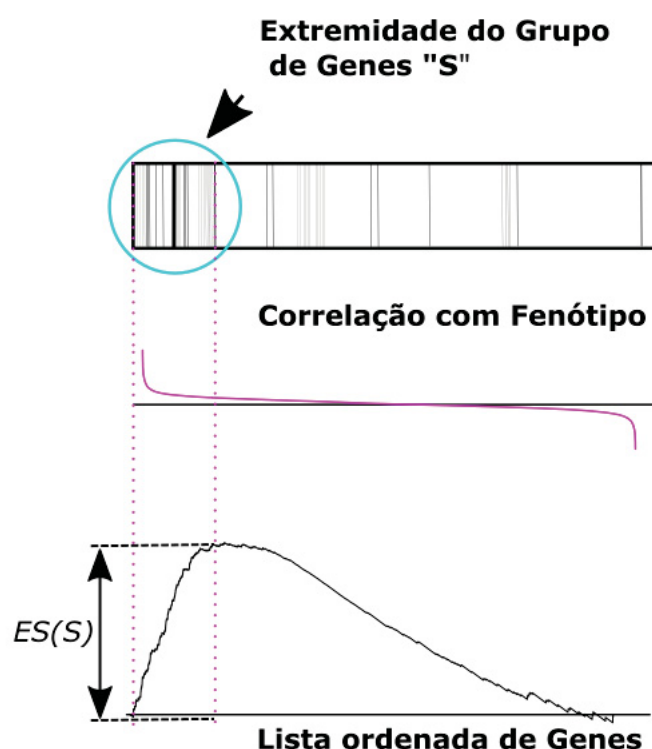 Extremidade do Grupo
de Genes "S"
Correlação com Fenótipo
ES(S)
Lista ordenada de Genes